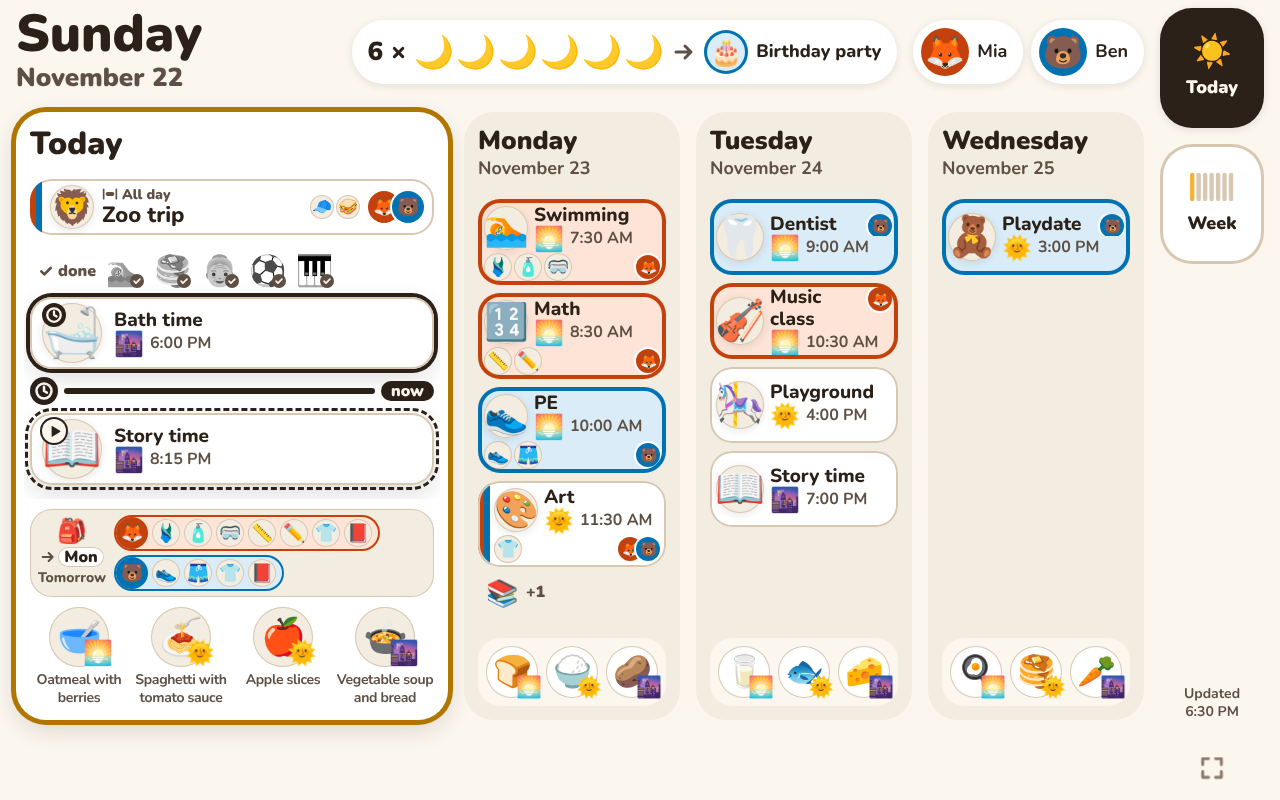 Sunday
November 22
6 ×
→ Birthday party
Mia
Ben
Today
Week
Updated
6:30 PM
Today
All day
Zoo trip
✓ done
Bath time
6:00 PM
now
Story time
8:15 PM
→ Mon
Tomorrow
Oatmeal with
berries
Spaghetti with
tomato sauce
Apple slices
Vegetable soup
and bread
Monday
November 23
Swimming
7:30 AM
1 2
3 4
Math
8:30 AM
PE
10:00 AM
Art
11:30 AM
+1
Tuesday
November 24
Dentist
9:00 AM
Music
class
10:30 AM
Playground
4:00 PM
Story time
7:00 PM
Wednesday
November 25
Playdate
3:00 PM